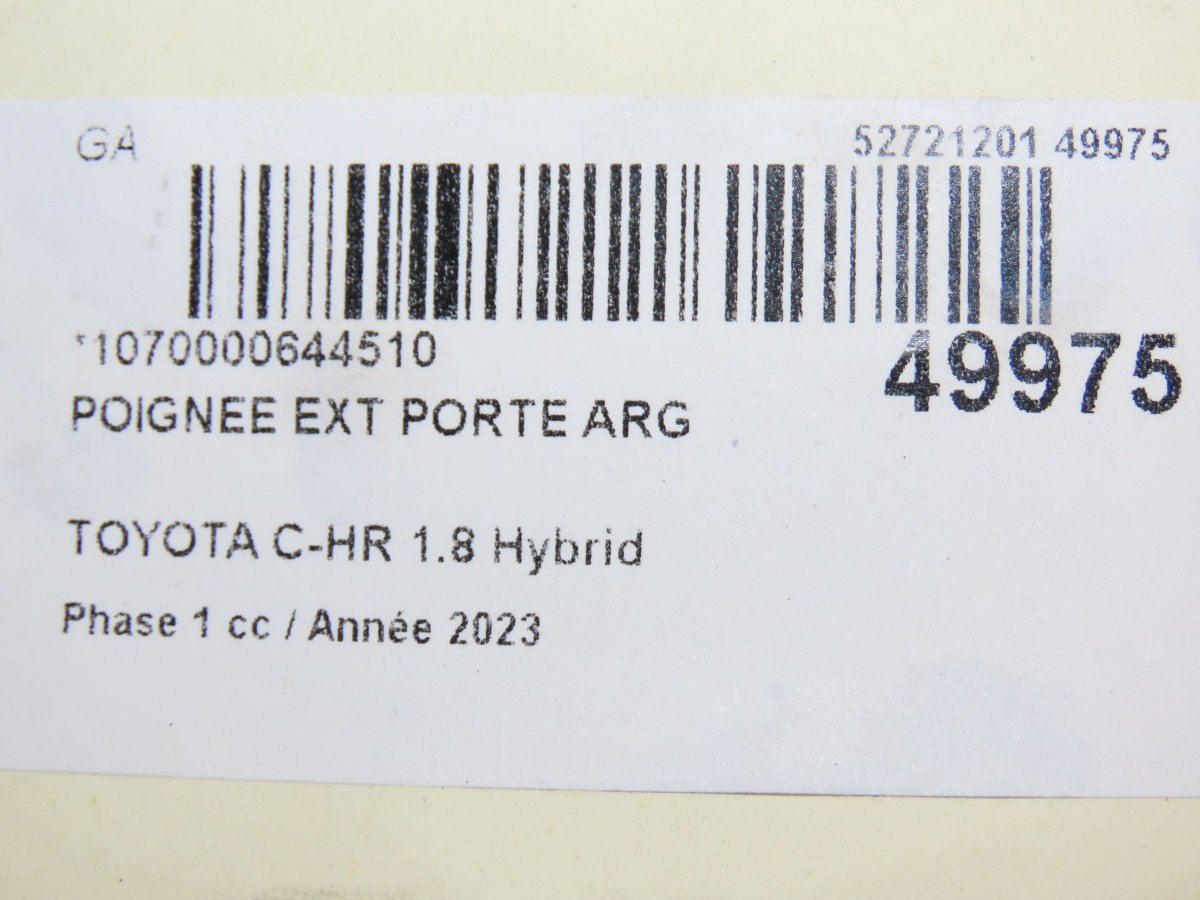 GA
52721201 49975
*1070000644510
49975
POIGNEE EXT PORTE ARG
TOYOTA C-HR 1.8 Hybrid
Phase 1 cc / Année 2023